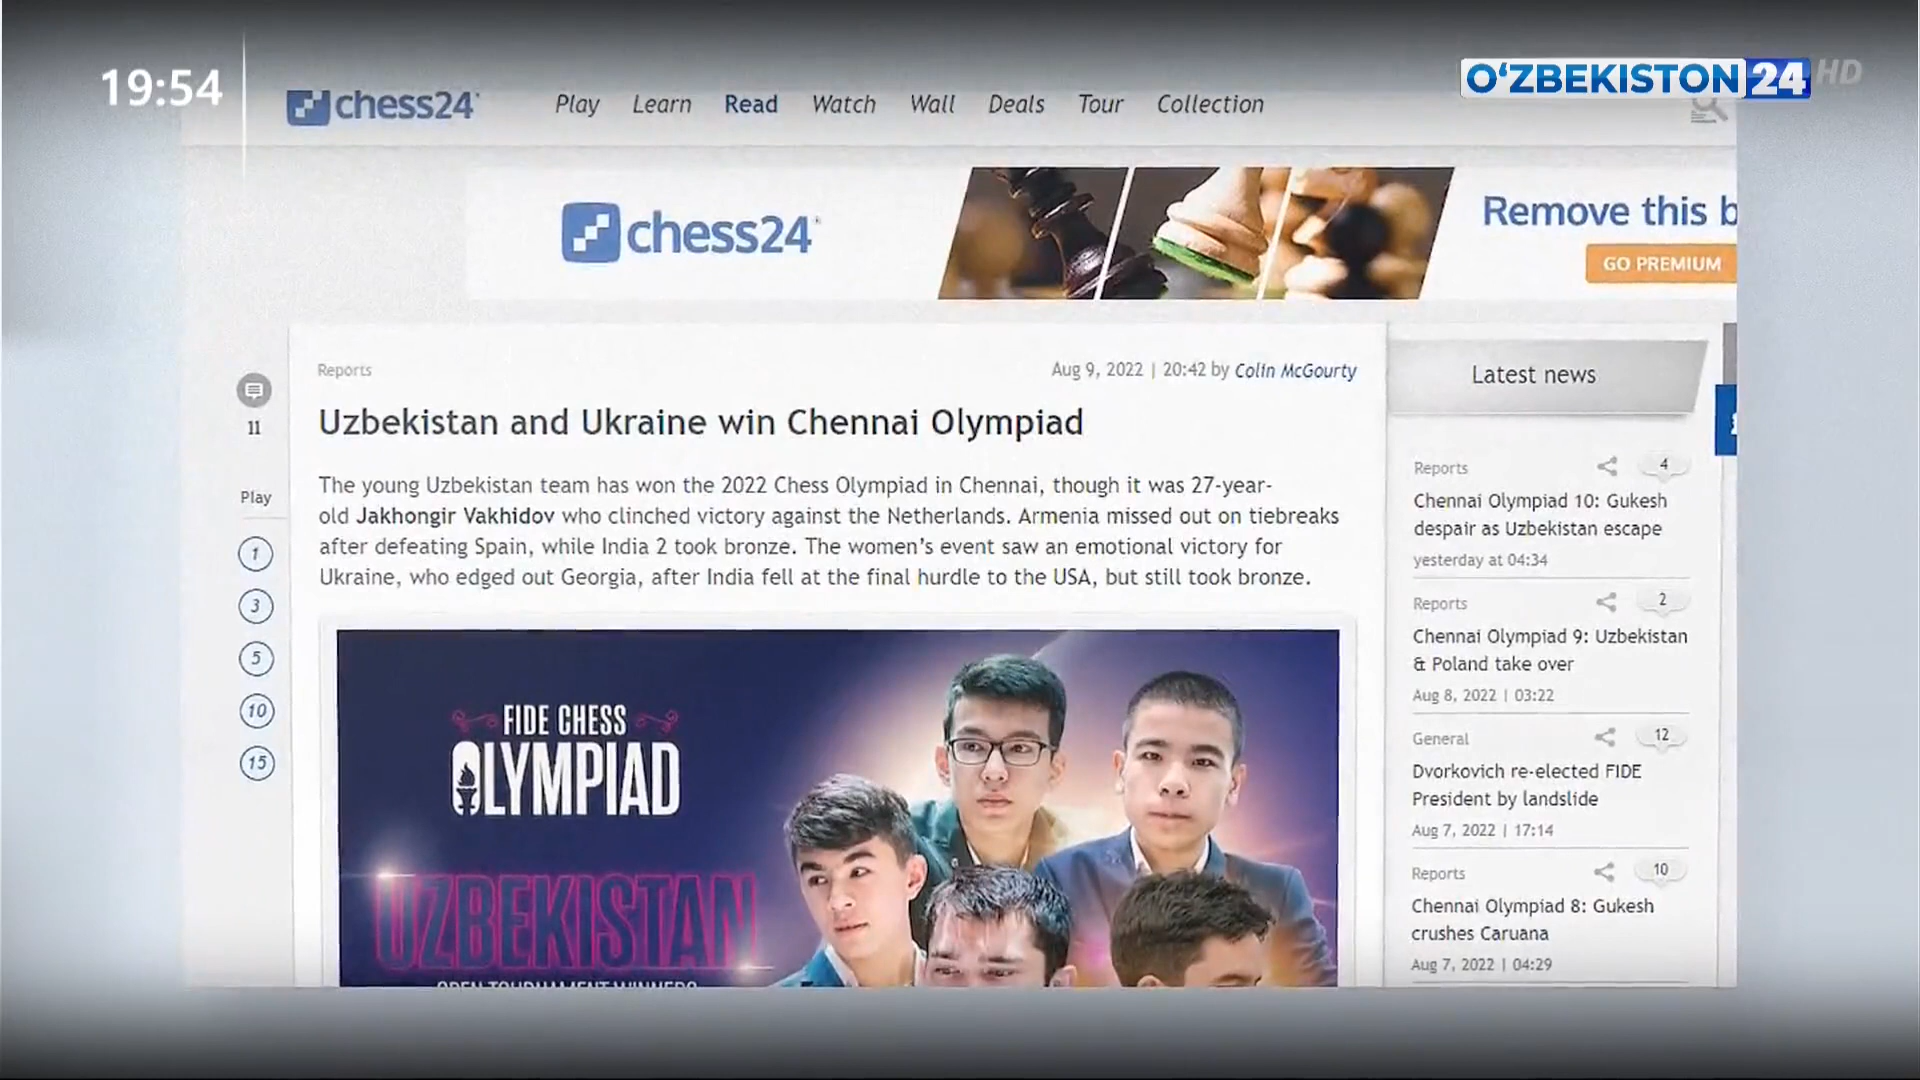 19:54
O‘ZBEKISTON 24 HD
chess24
Play Learn Read Watch Wall Deals Tour Collection
chess24
Remove this
GO PREMIUM
11
Play
1
3
5
10
15
Reports
Aug 9, 2022 | 20:42 by Colin McGourty
Uzbekistan and Ukraine win Chennai Olympiad
The young Uzbekistan team has won the 2022 Chess Olympiad in Chennai, though it was 27-year-
old Jakhongir Vakhidov who clinched victory against the Netherlands. Armenia missed out on tiebreaks
after defeating Spain, while India 2 took bronze. The women's event saw an emotional victory for
Ukraine, who edged out Georgia, after India fell at the final hurdle to the USA, but still took bronze.
FIDE CHESS
OLYMPIAD
UZBEKISTAN
OPEN TOURNAMENT WINNERS
Latest news
Reports 4
Chennai Olympiad 10: Gukesh
despair as Uzbekistan escape
yesterday at 04:34
Reports 2
Chennai Olympiad 9: Uzbekistan
& Poland take over
Aug 8, 2022 | 03:22
General 12
Dvorkovich re-elected FIDE
President by landslide
Aug 7, 2022 | 17:14
Reports 10
Chennai Olympiad 8: Gukesh
crushes Caruana
Aug 7, 2022 | 04:29